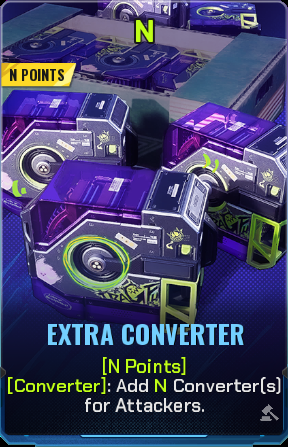 N
N POINTS
EXTRA CONVERTER
[N Points]
[Converter]: Add N Converter(s)
for Attackers.